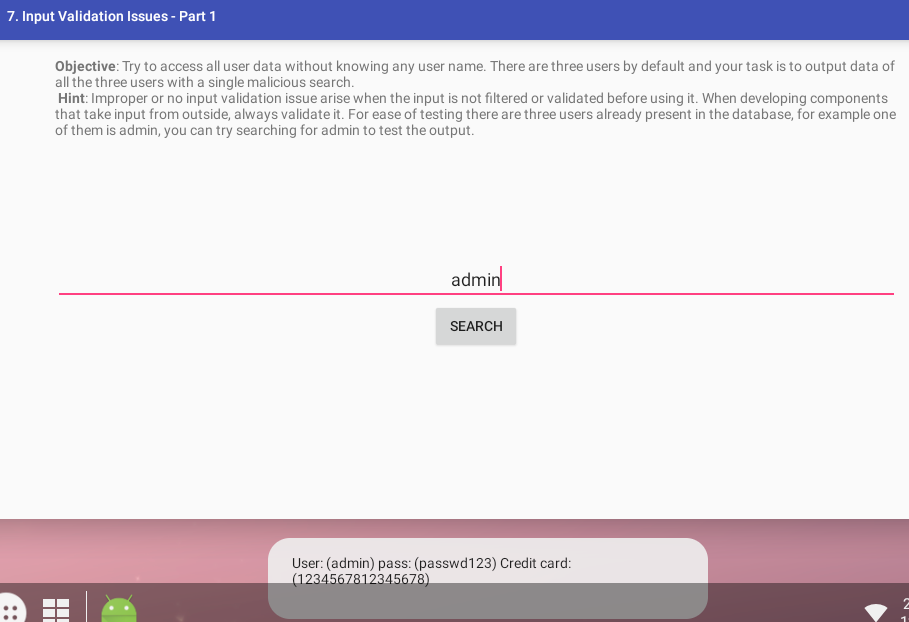 7. Input Validation Issues - Part 1
Objective: Try to access all user data without knowing any user name. There are three users by default and your task is to output data of
all the three users with a single malicious search.
Hint: Improper or no input validation issue arise when the input is not filtered or validated before using it. When developing components
that take input from outside, always validate it. For ease of testing there are three users already present in the database, for example one
of them is admin, you can try searching for admin to test the output.
admin
SEARCH
User: (admin) pass: (passwd123) Credit card:
(1234567812345678)